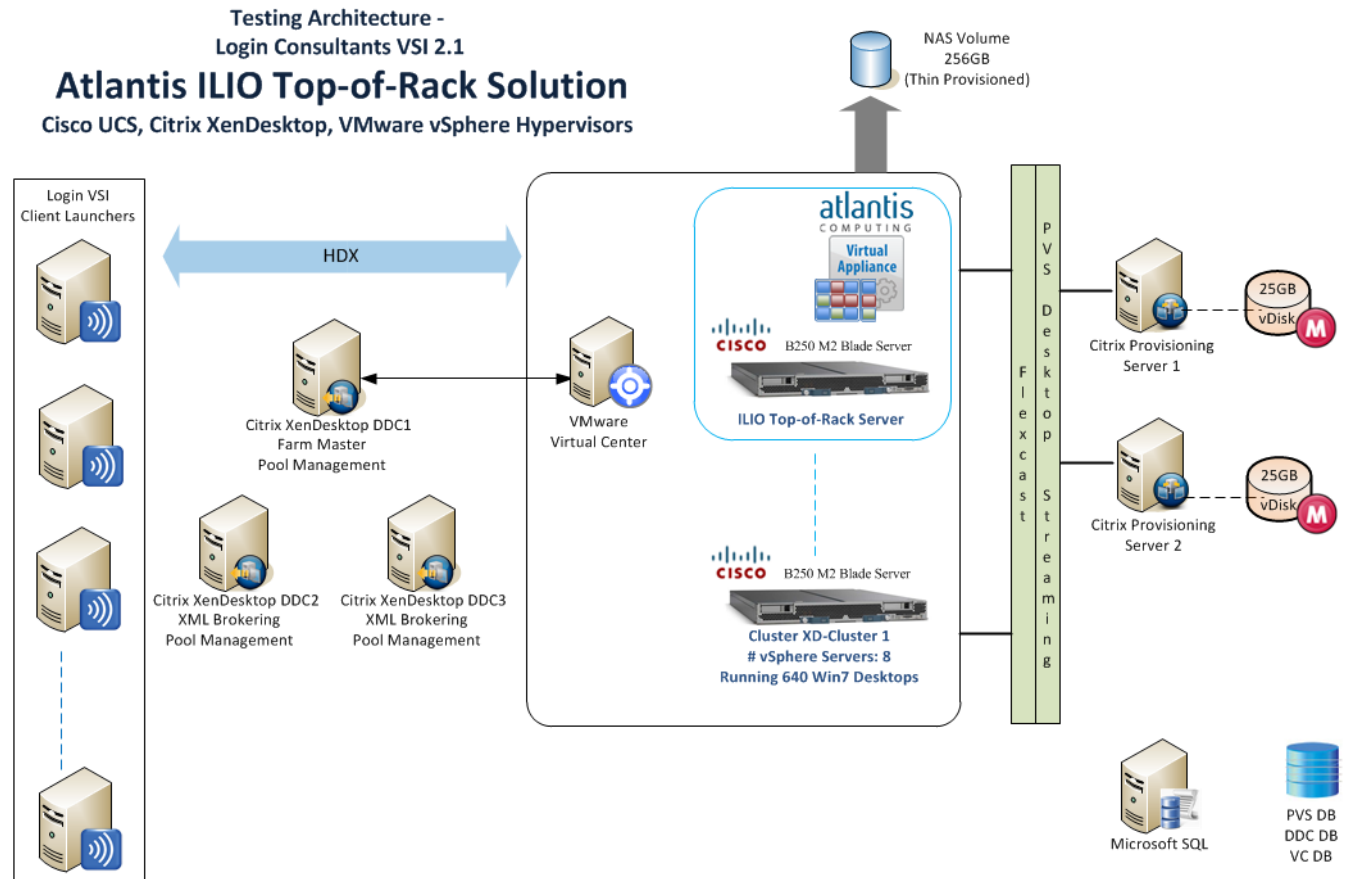 Testing Architecture -
Login Consultants VSI 2.1
Atlantis ILIO Top-of-Rack Solution
Cisco UCS, Citrix XenDesktop, VMware vSphere Hypervisors
NAS Volume
256GB
(Thin Provisioned)
Login VSI
Client Launchers
HDX
Citrix XenDesktop DDC1
Farm Master
Pool Management
Citrix XenDesktop DDC2
XML Brokering
Pool Management
Citrix XenDesktop DDC3
XML Brokering
Pool Management
VMware
Virtual Center
atlantis
COMPUTING
Virtual
Appliance
CISCO
B250 M2 Blade Server
ILIO Top-of-Rack Server
CISCO
B250 M2 Blade Server
Cluster XD-Cluster 1
# vSphere Servers: 8
Running 640 Win7 Desktops
Flexcast
PVS Desktop Streaming
Citrix Provisioning
Server 1
25GB
vDisk
M
Citrix Provisioning
Server 2
25GB
vDisk
M
Microsoft SQL
PVS DB
DDC DB
VC DB